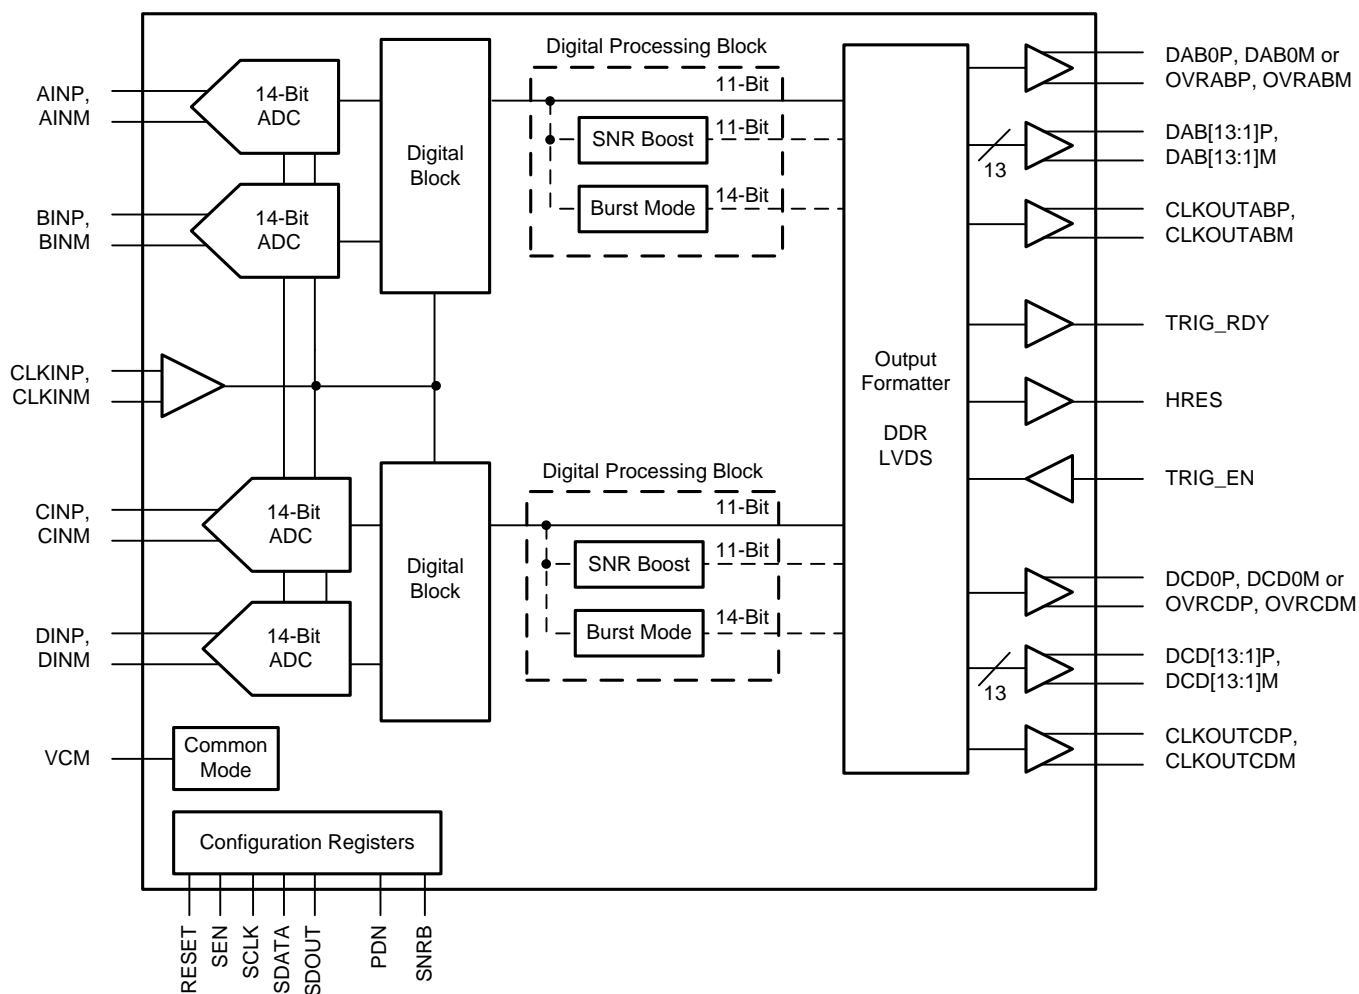 AINP,
AINM
14-Bit
ADC
BINP,
BINM
14-Bit
ADC
Digital
Block
Digital Processing Block
11-Bit
SNR Boost
11-Bit
Burst Mode
14-Bit
CLKINP,
CLKINM
CINP,
CINM
14-Bit
ADC
DINP,
DINM
14-Bit
ADC
Digital
Block
Digital Processing Block
11-Bit
SNR Boost
11-Bit
Burst Mode
14-Bit
Output
Formatter
DDR
LVDS
DAB0P, DAB0M or
OVRABP, OVRABM
13
DAB[13:1]P,
DAB[13:1]M
CLKOUTABP,
CLKOUTABM
TRIG_RDY
HRES
TRIG_EN
DCD0P, DCD0M or
OVRCDP, OVRCDM
13
DCD[13:1]P,
DCD[13:1]M
CLKOUTCDP,
CLKOUTCDM
VCM
Common
Mode
Configuration Registers
RESET
SEN
SCLK
SDATA
SDOUT
PDN
SNRB